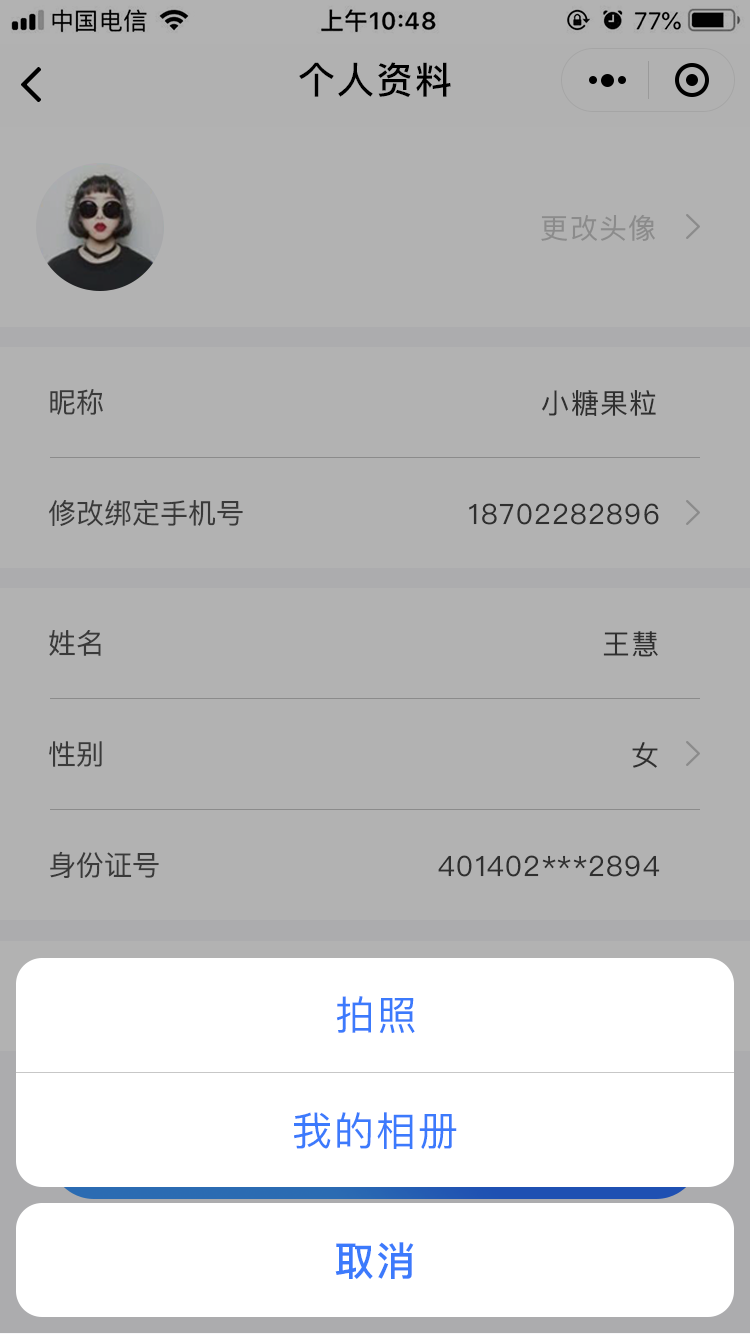 中国电信 上午10:48 77%
个人资料
更改头像
昵称 小糖果粒
修改绑定手机号 18702282896
姓名 王慧
性别 女
身份证号 401402***2894
拍照
我的相册
取消